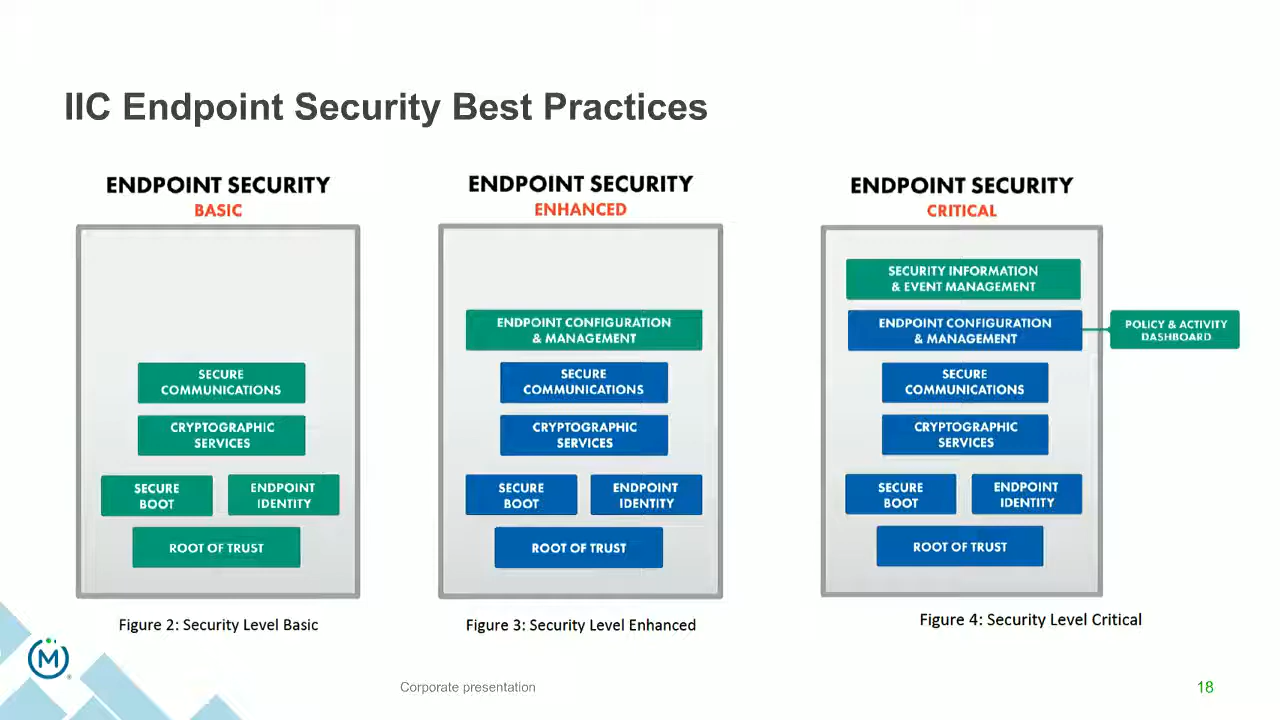 IIC Endpoint Security Best Practices
ENDPOINT SECURITY
BASIC
SECURE
COMMUNICATIONS
CRYPTOGRAPHIC
SERVICES
SECURE
BOOT
ENDPOINT
IDENTITY
ROOT OF TRUST
Figure 2: Security Level Basic
ENDPOINT SECURITY
ENHANCED
ENDPOINT CONFIGURATION
& MANAGEMENT
SECURE
COMMUNICATIONS
CRYPTOGRAPHIC
SERVICES
SECURE
BOOT
ENDPOINT
IDENTITY
ROOT OF TRUST
Figure 3: Security Level Enhanced
ENDPOINT SECURITY
CRITICAL
SECURITY INFORMATION
& EVENT MANAGEMENT
ENDPOINT CONFIGURATION
& MANAGEMENT
POLICY & ACTIVITY
DASHBOARD
SECURE
COMMUNICATIONS
CRYPTOGRAPHIC
SERVICES
SECURE
BOOT
ENDPOINT
IDENTITY
ROOT OF TRUST
Figure 4: Security Level Critical
M
Corporate presentation
18